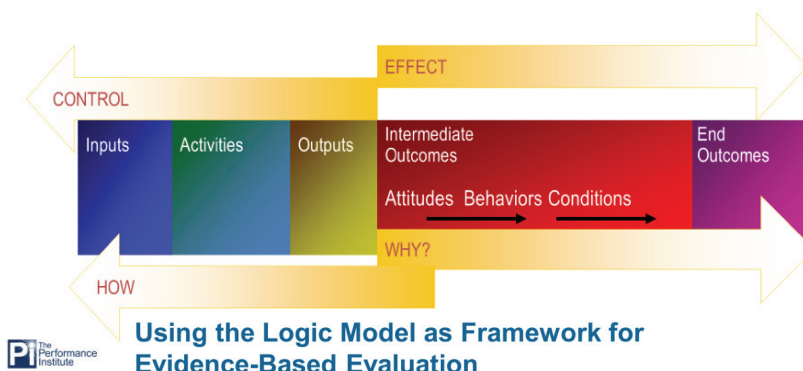 EFFECT
CONTROL
Inputs
Activities
Outputs
Intermediate
Outcomes
End
Outcomes
Attitudes Behaviors Conditions
WHY?
HOW
Using the Logic Model as Framework for
Evidence-Based Evaluation
Pi
The
Performance
Institute